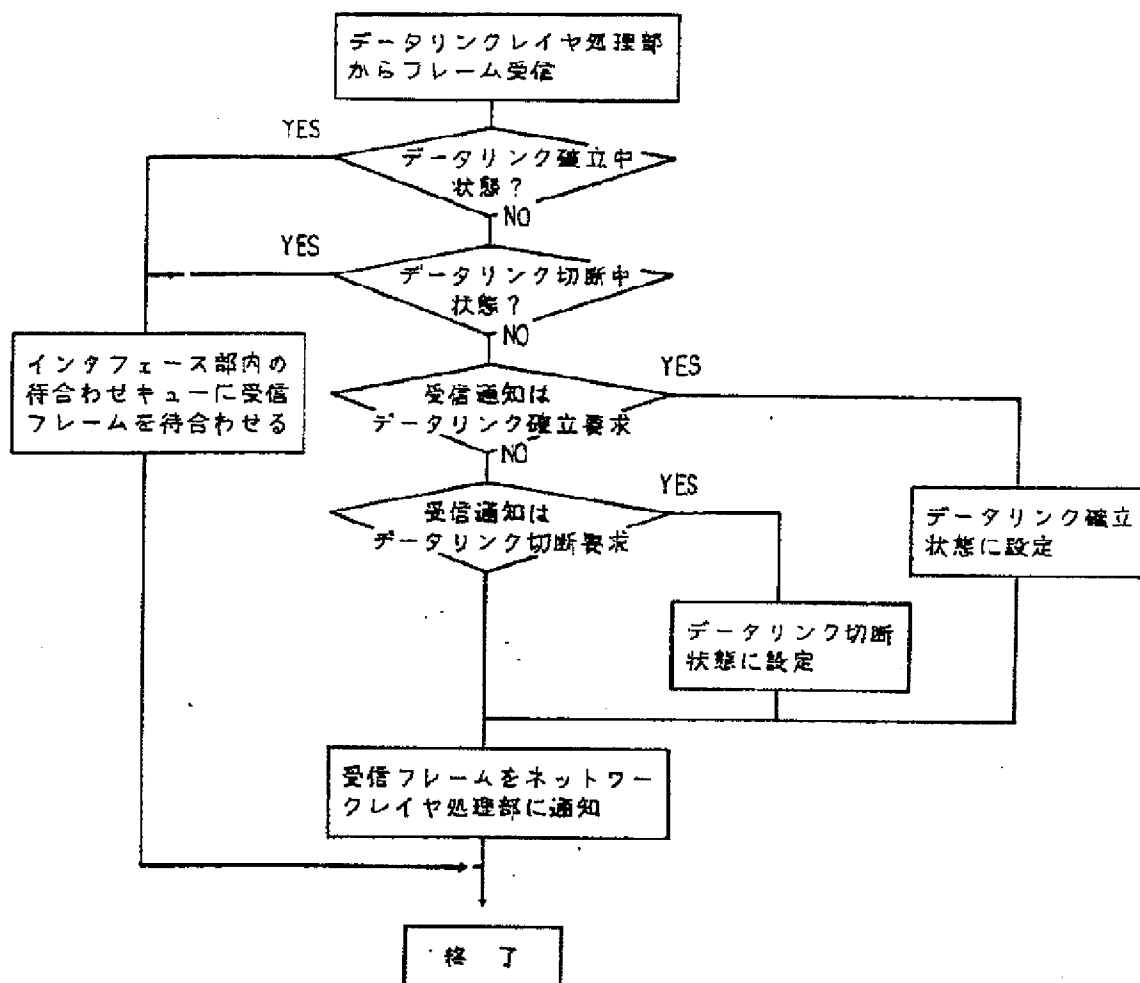 データリンクレイヤ処理部
からフレーム受信
YES
データリンク確立中
状態？
NO
YES
データリンク切断中
状態？
NO
インタフェース部内の
待合わせキューに受信
フレームを待合わせる
YES
受信通知は
データリンク確立要求
NO
YES
受信通知は
データリンク切断要求
データリンク確立
状態に設定
データリンク切断
状態に設定
受信フレームをネットワー
クレイヤ処理部に通知
終了